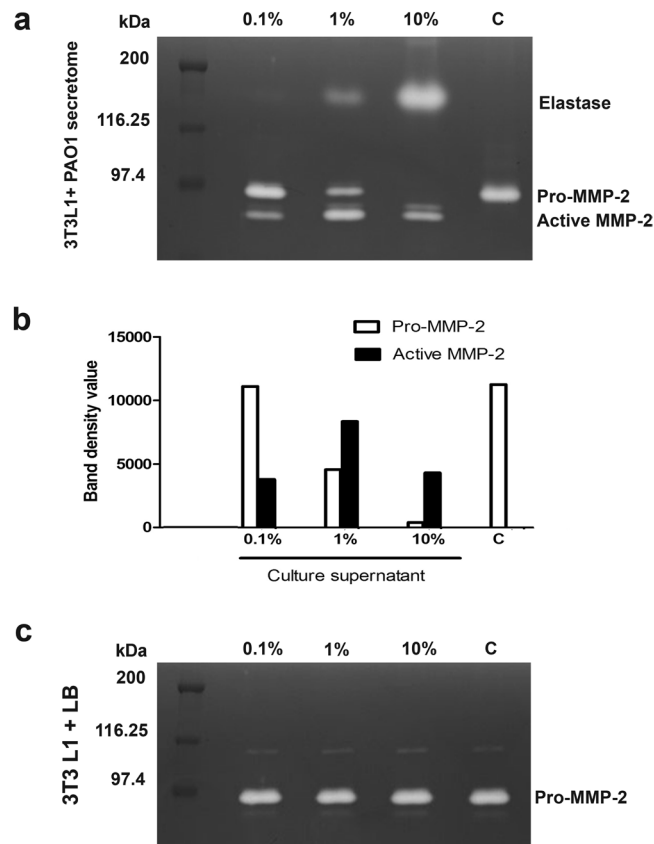 a
kDa 0.1% 1% 10% C
200
Elastase
116.25
97.4
Pro-MMP-2
Active MMP-2
3T3L1+ PAO1 secretome
b
Pro-MMP-2
Active MMP-2
Band density value
15000
10000
5000
0
0.1% 1% 10% C
Culture supernatant
c
kDa 0.1% 1% 10% C
200
116.25
97.4
Pro-MMP-2
3T3 L1 + LB